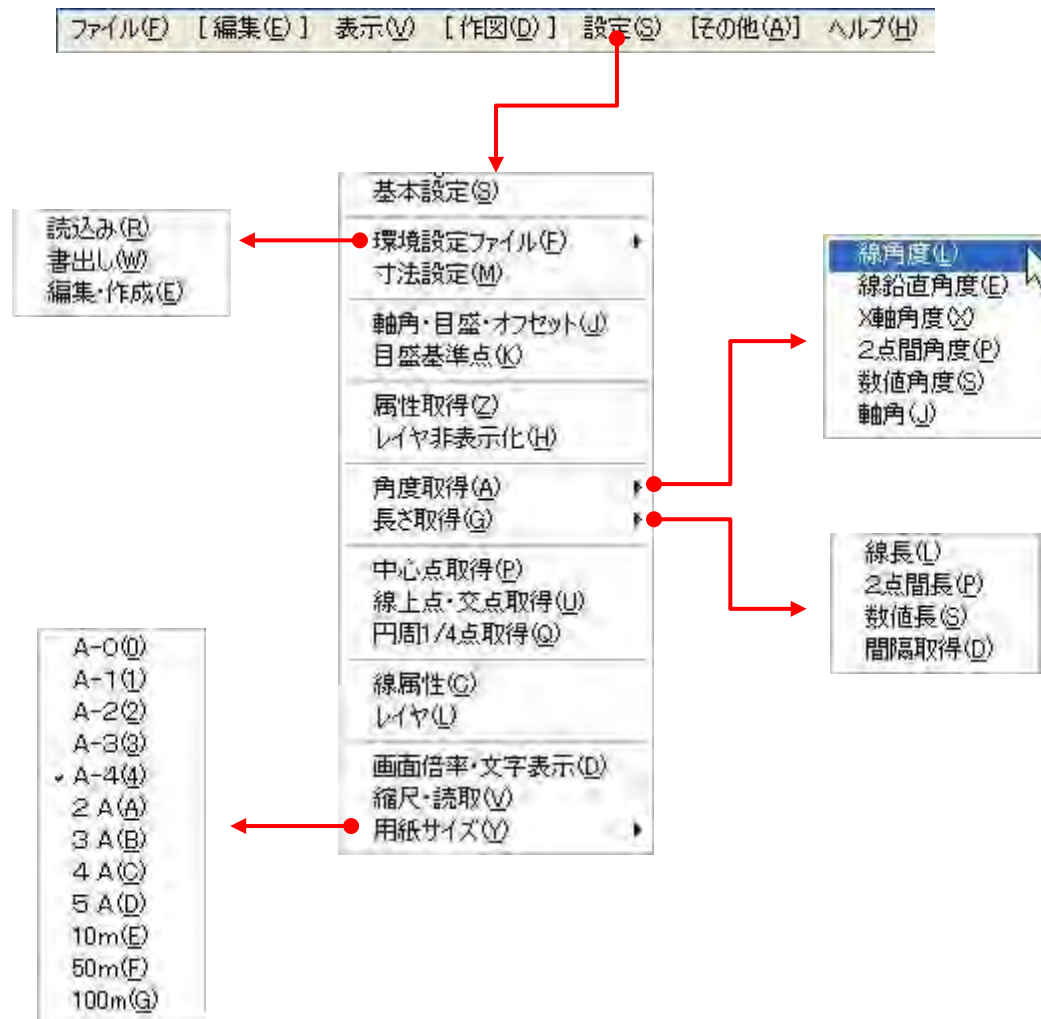 ファイル(F) [編集(E)] 表示(V) [作図(D)] 設定(S) [その他(A)] ヘルプ(H)
基本設定(S)
環境設定ファイル(F)
寸法設定(M)
軸角・目盛・オフセット(J)
目盛基準点(K)
属性取得(Z)
レイヤ非表示化(H)
角度取得(A)
長さ取得(G)
中心点取得(P)
線上点・交点取得(U)
円周1/4点取得(Q)
線属性(C)
レイヤ(L)
画面倍率・文字表示(D)
縮尺・読取(V)
用紙サイズ(Y)
読込み(R)
書出し(W)
編集・作成(E)
線角度(L)
線鉛直角度(E)
X軸角度(X)
2点間角度(P)
数値角度(S)
軸角(J)
線長(L)
2点間長(P)
数値長(S)
間隔取得(D)
A-0(0)
A-1(1)
A-2(2)
A-3(3)
A-4(4)
2 A(A)
3 A(B)
4 A(C)
5 A(D)
10m(E)
50m(F)
100m(G)